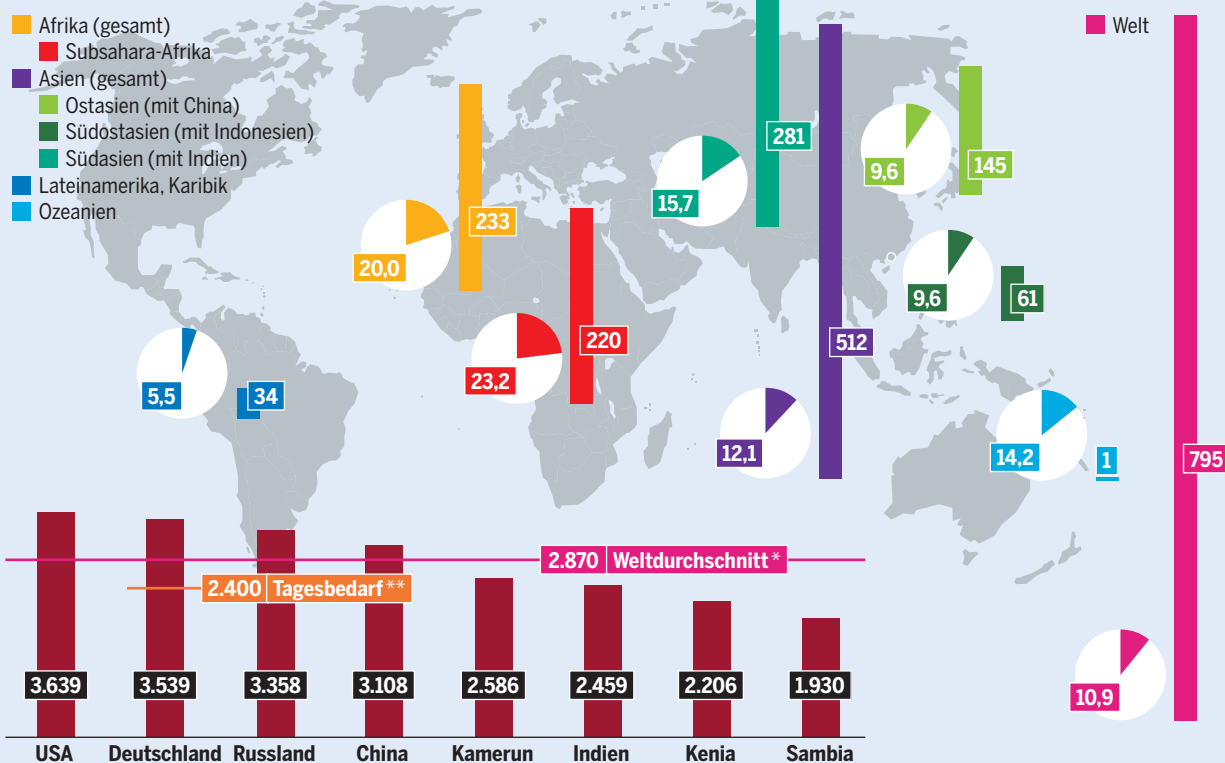 Afrika (gesamt)
Subsahara-Afrika
Asien (gesamt)
Ostasien (mit China)
Südostasien (mit Indonesien)
Südasien (mit Indien)
Lateinamerika, Karibik
Ozeanien
Welt
281
145
9,6
15,7
233
20,0
9,6
61
220
23,2
512
5,5
34
12,1
14,2
1
795
2.870 Weltdurchschnitt*
2.400 Tagesbedarf**
10,9
3.639
3.539
3.358
3.108
2.586
2.459
2.206
1.930
USA
Deutschland
Russland
China
Kamerun
Indien
Kenia
Sambia